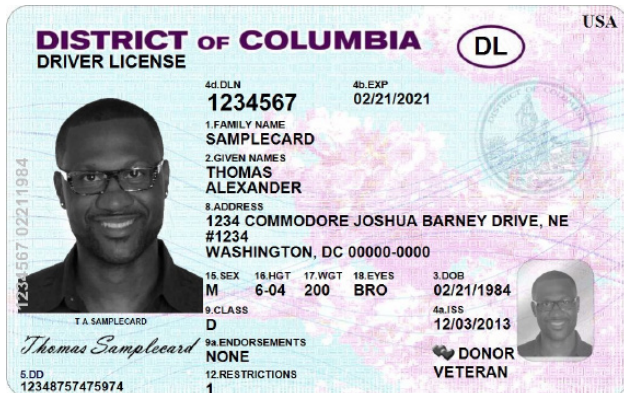 USA
DISTRICT OF COLUMBIA
DL
DRIVER LICENSE
4d.DLN 4b.EXP
1234567 02/21/2021
1.FAMILY NAME
SAMPLECARD
2.GIVEN NAMES
THOMAS
ALEXANDER
8.ADDRESS
1234 COMMODORE JOSHUA BARNEY DRIVE, NE
#1234
WASHINGTON, DC 00000-0000
15.SEX 16.HGT 17.WGT 18.EYES 3.DOB
M 6-04 200 BRO 02/21/1984
9.CLASS 4a.ISS
D 12/03/2013
9a.ENDORSEMENTS
NONE
DONOR
VETERAN
12.RESTRICTIONS
1
1234567 02211984
T A SAMPLECARD
Thomas Samplecard
5.DD
12348757475974
DISTRICT OF COLUMBIA